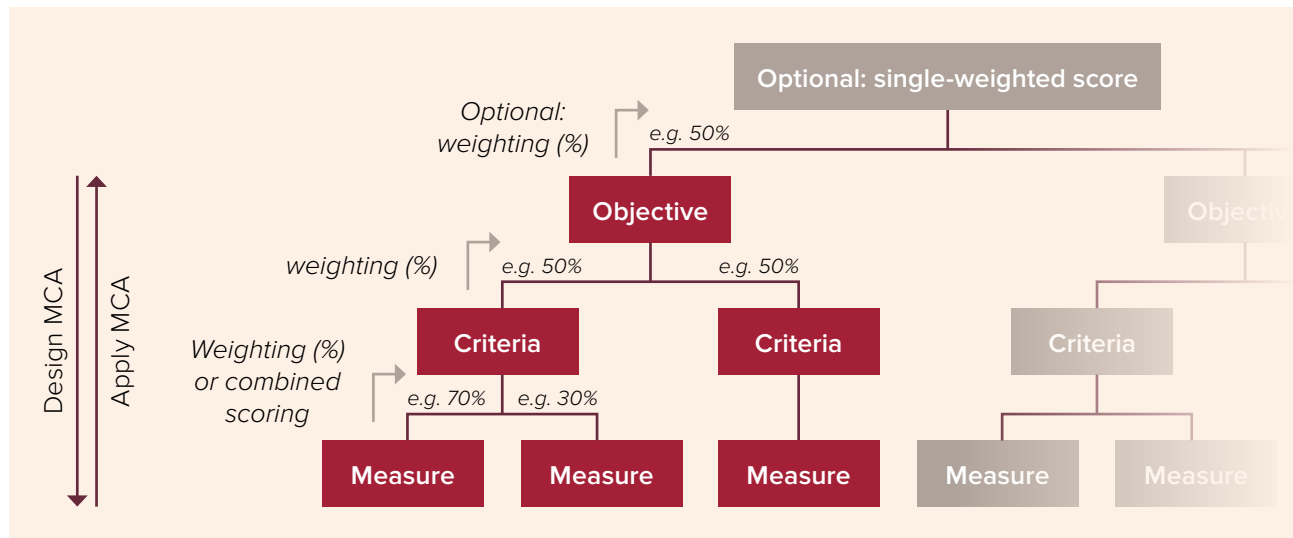 Optional: single-weighted score
Optional:
weighting (%)
e.g. 50%
Objective
weighting (%)
e.g. 50%
e.g. 50%
Design MCA
Apply MCA
Criteria
Criteria
Criteria
Weighting (%)
or combined
scoring
e.g. 70%
e.g. 30%
Measure
Measure
Measure
Measure
Measure